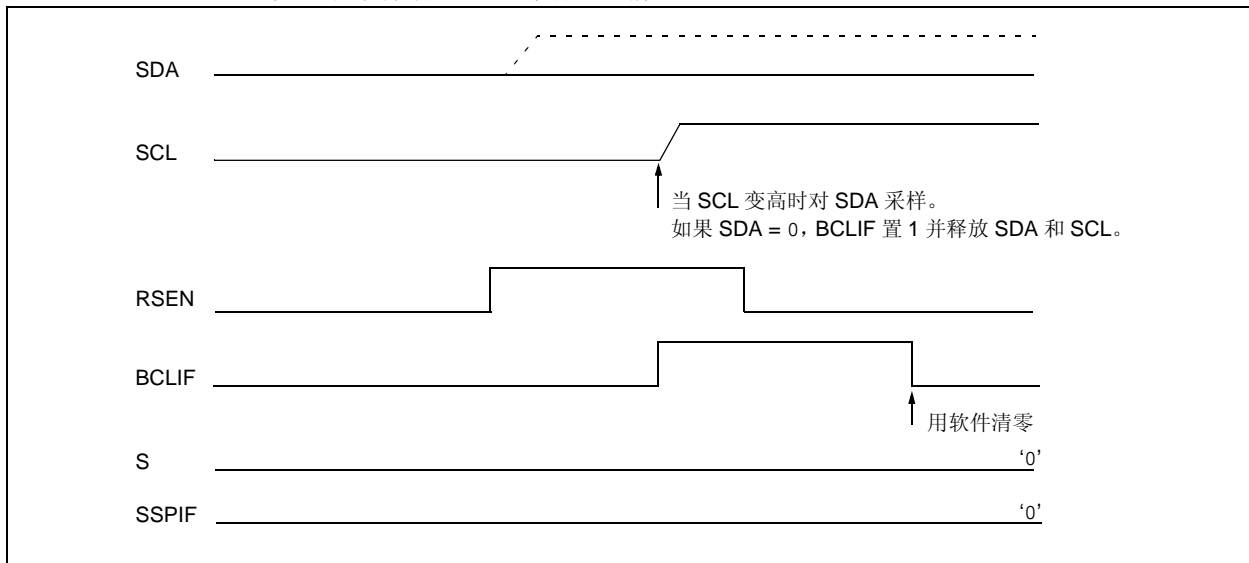 SDA
SCL
当 SCL 变高时对 SDA 采样。
如果 SDA = 0，BCLIF 置 1 并释放 SDA 和 SCL。
RSEN
BCLIF
用软件清零
S
‘0’
SSPIF
‘0’